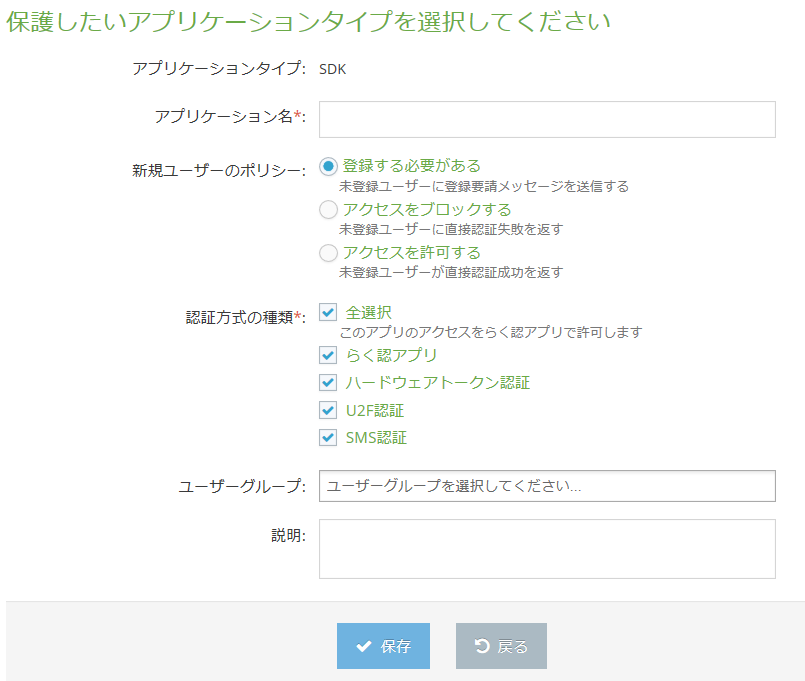 保護したいアプリケーションタイプを選択してください
アプリケーションタイプ: SDK
アプリケーション名*:
新規ユーザーのポリシー: 登録する必要がある
未登録ユーザーに登録要請メッセージを送信する
アクセスをブロックする
未登録ユーザーに直接認証失敗を返す
アクセスを許可する
未登録ユーザーが直接認証成功を返す
認証方式の種類*: 全選択
このアプリのアクセスをらく認アプリで許可します
らく認アプリ
ハードウェアトークン認証
U2F認証
SMS認証
ユーザーグループ: ユーザーグループを選択してください...
説明:
保存 戻る